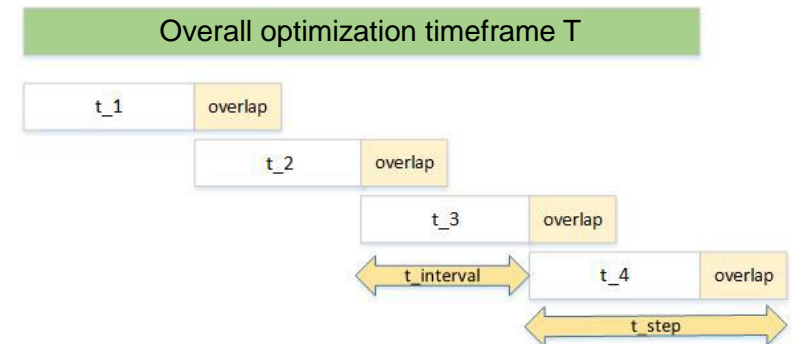 Overall optimization timeframe T
t_1 overlap
t_2 overlap
t_3 overlap
t_interval t_4 overlap
t_step